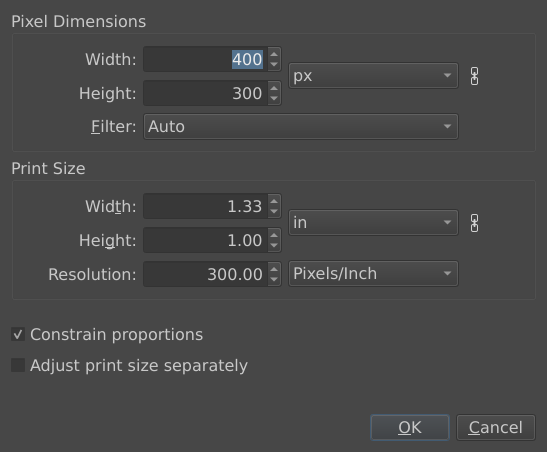 Pixel Dimensions
Width: 400
px
Height: 300
Filter: Auto
Print Size
Width: 1.33
in
Height: 1.00
Resolution: 300.00 Pixels/Inch
Constrain proportions
Adjust print size separately
OK Cancel